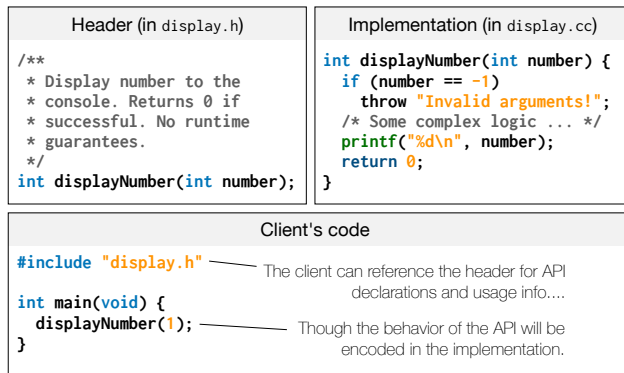 Header (in display.h)
/**
 * Display number to the
 * console. Returns 0 if
 * successful. No runtime
 * guarantees.
 */
int displayNumber(int number);
Implementation (in display.cc)
int displayNumber(int number) {
  if (number == -1)
    throw "Invalid arguments!";
  /* Some complex logic ... */
  printf("%d\n", number);
  return 0;
}
Client's code
#include "display.h"
int main(void) {
  displayNumber(1);
}
The client can reference the header for API
declarations and usage info....
Though the behavior of the API will be
encoded in the implementation.